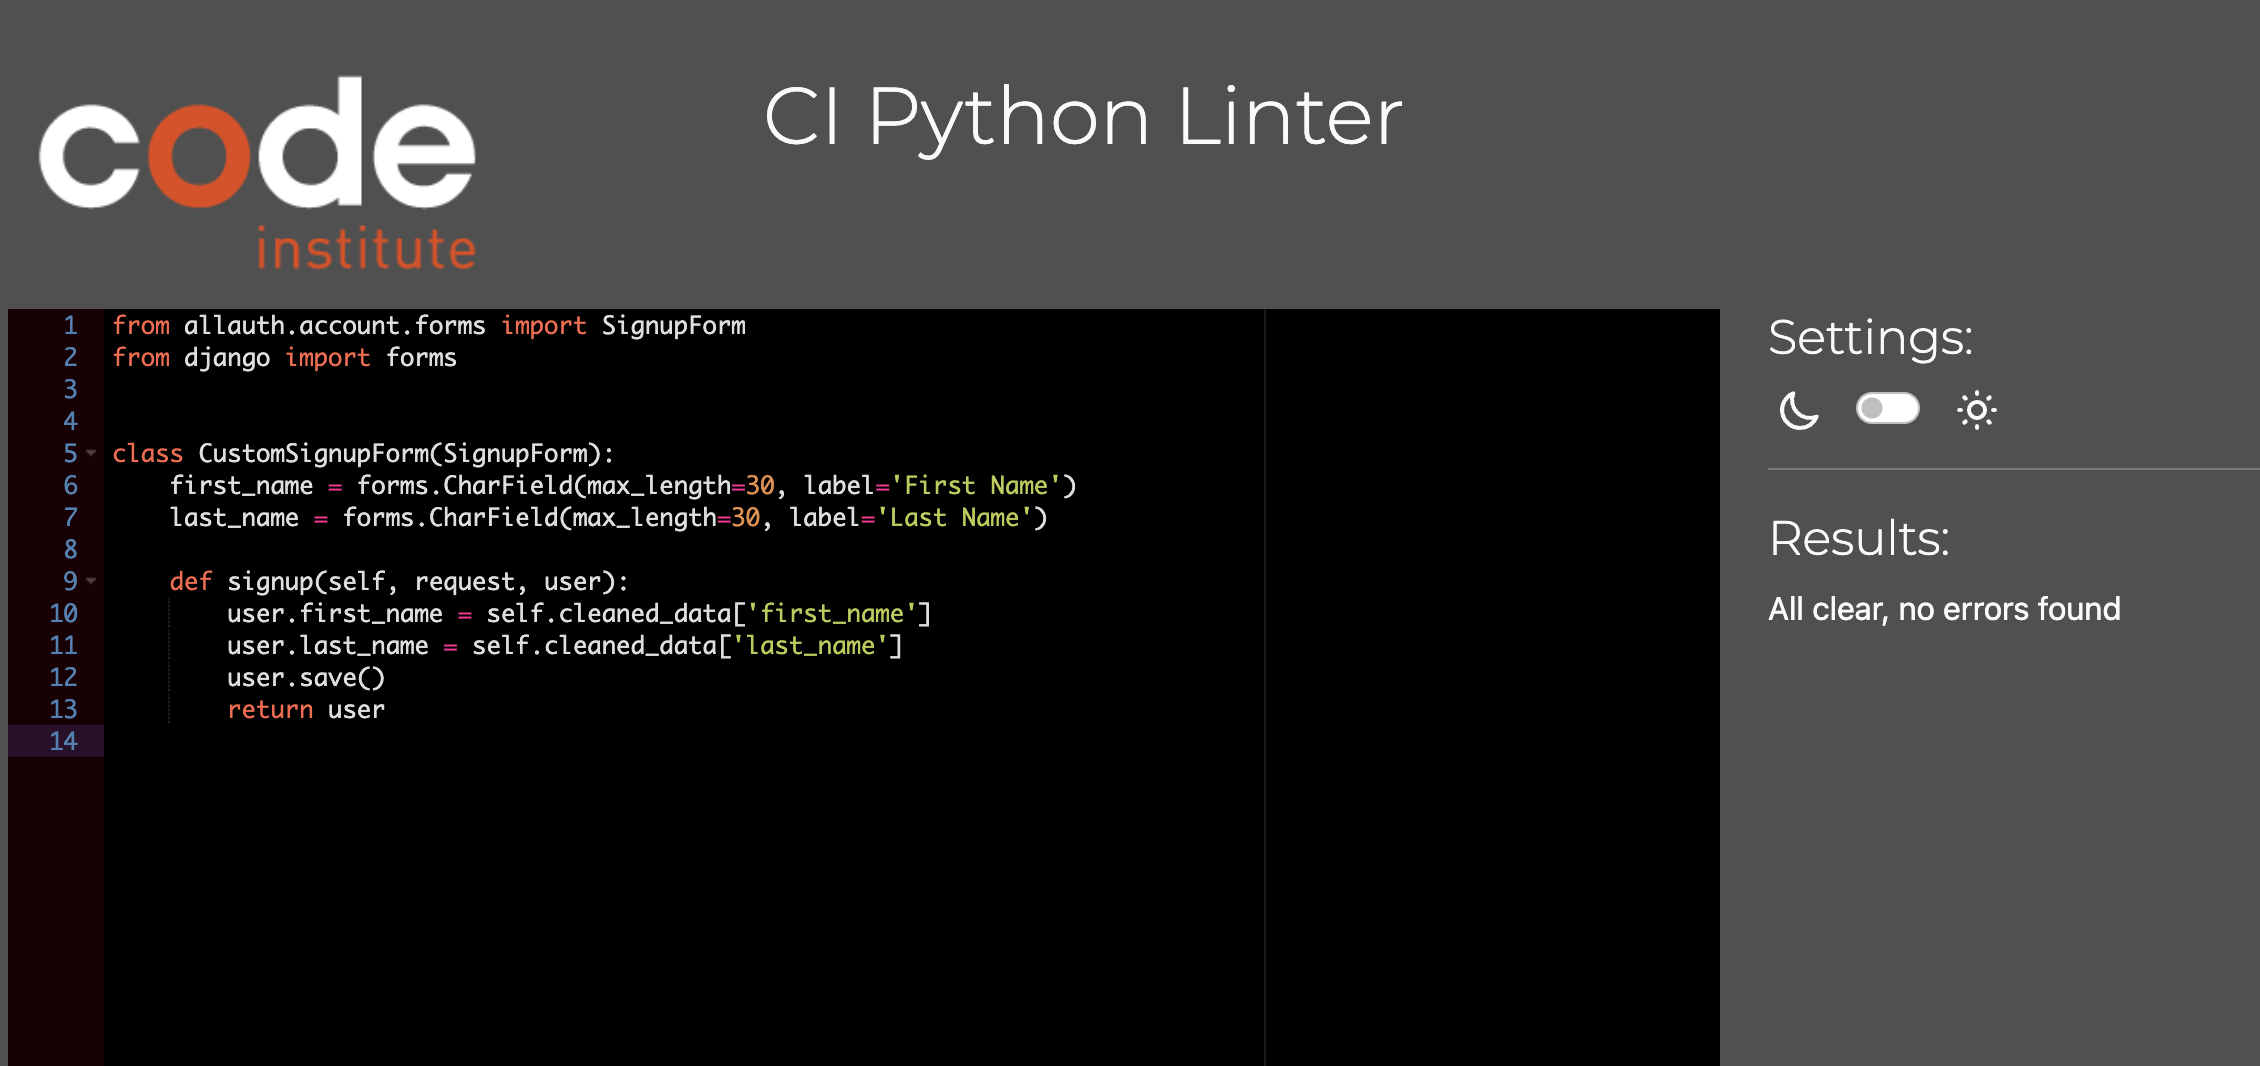 code
institute
CI Python Linter
1 from allauth.account.forms import SignupForm
2 from django import forms
3
4
5 class CustomSignupForm(SignupForm):
6     first_name = forms.CharField(max_length=30, label='First Name')
7     last_name = forms.CharField(max_length=30, label='Last Name')
8
9     def signup(self, request, user):
10         user.first_name = self.cleaned_data['first_name']
11         user.last_name = self.cleaned_data['last_name']
12         user.save()
13         return user
14
Settings:
Results:
All clear, no errors found